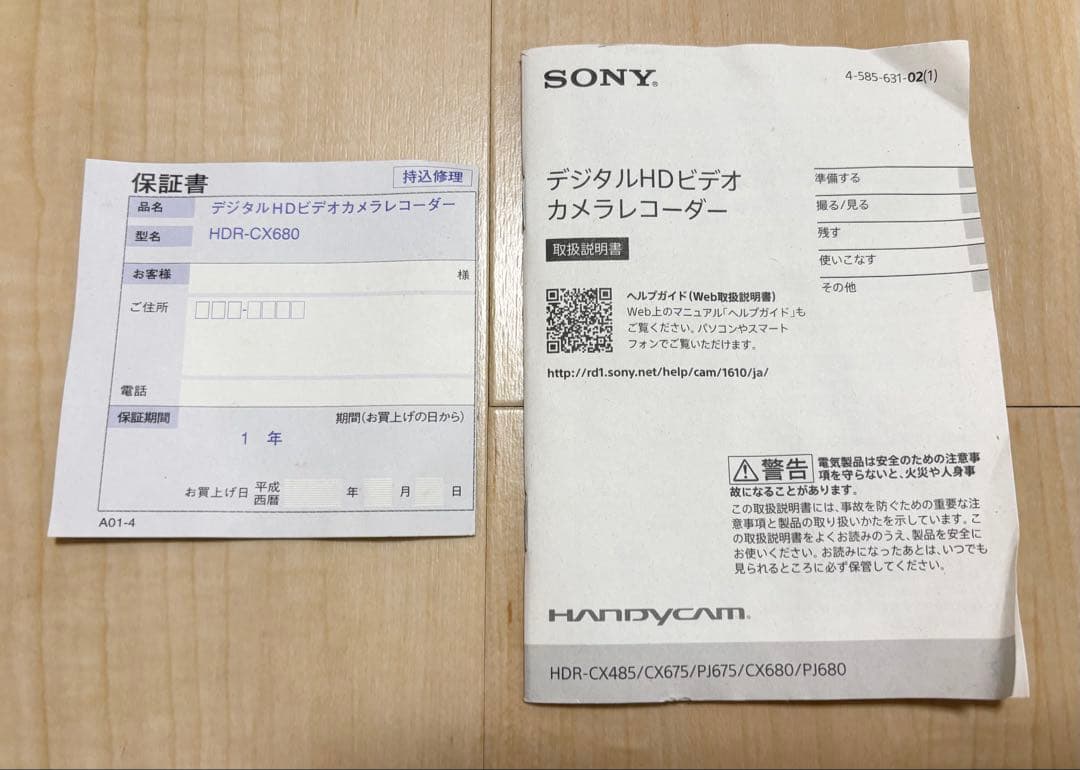 保証書
持込修理
品名 デジタルHDビデオカメラレコーダー
型名 HDR-CX680
お客様 様
ご住所
電話
保証期間 期間(お買上げの日から)
1 年
お買上げ日 平成 西暦 年 月 日
A01-4
SONY®
4-585-631-02(1)
デジタルHDビデオ
カメラレコーダー
取扱説明書
準備する
撮る/見る
残す
使いこなす
その他
ヘルプガイド(Web取扱説明書)
Web上のマニュアル「ヘルプガイド」も
ご覧ください。パソコンやスマート
フォンでご覧いただけます。
http://rd1.sony.net/help/cam/1610/ja/
警告 電気製品は安全のための注意事
項を守らないと、火災や人身事
故になることがあります。
この取扱説明書には、事故を防ぐための重要な注
意事項と製品の取り扱いかたを示しています。こ
の取扱説明書をよくお読みのうえ、製品を安全に
お使いください。お読みになったあとは、いつでも
見られるところに必ず保管してください。
HANDYCAM®
HDR-CX485/CX675/PJ675/CX680/PJ680